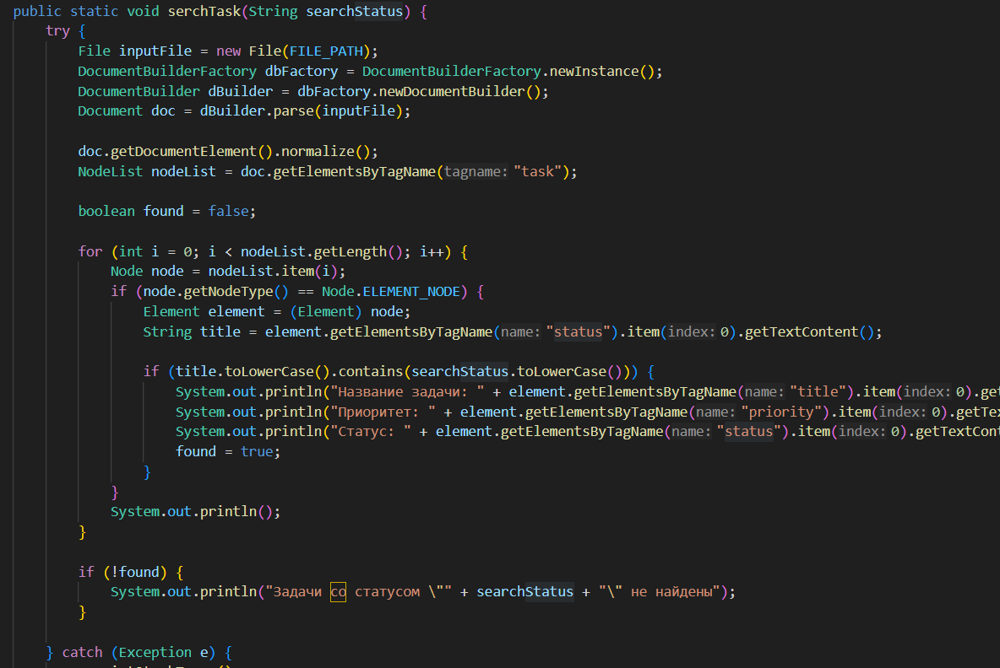 public static void serchTask(String searchStatus) {
try {
File inputFile = new File(FILE_PATH);
DocumentBuilderFactory dbFactory = DocumentBuilderFactory.newInstance();
DocumentBuilder dBuilder = dbFactory.newDocumentBuilder();
Document doc = dBuilder.parse(inputFile);
doc.getDocumentElement().normalize();
NodeList nodeList = doc.getElementsByTagName(tagname: "task");
boolean found = false;
for (int i = 0; i < nodeList.getLength(); i++) {
Node node = nodeList.item(i);
if (node.getNodeType() == Node.ELEMENT_NODE) {
Element element = (Element) node;
String title = element.getElementsByTagName(name: "status").item(index: 0).getTextContent();
if (title.toLowerCase().contains(searchStatus.toLowerCase())) {
System.out.println("Название задачи: " + element.getElementsByTagName(name: "title").item(index: 0).get
System.out.println("Приоритет: " + element.getElementsByTagName(name: "priority").item(index: 0).getTex
System.out.println("Статус: " + element.getElementsByTagName(name: "status").item(index: 0).getTextCont
found = true;
}
}
System.out.println();
}
if (!found) {
System.out.println("Задачи со статусом \"" + searchStatus + "\" не найдены");
}
} catch (Exception e) {